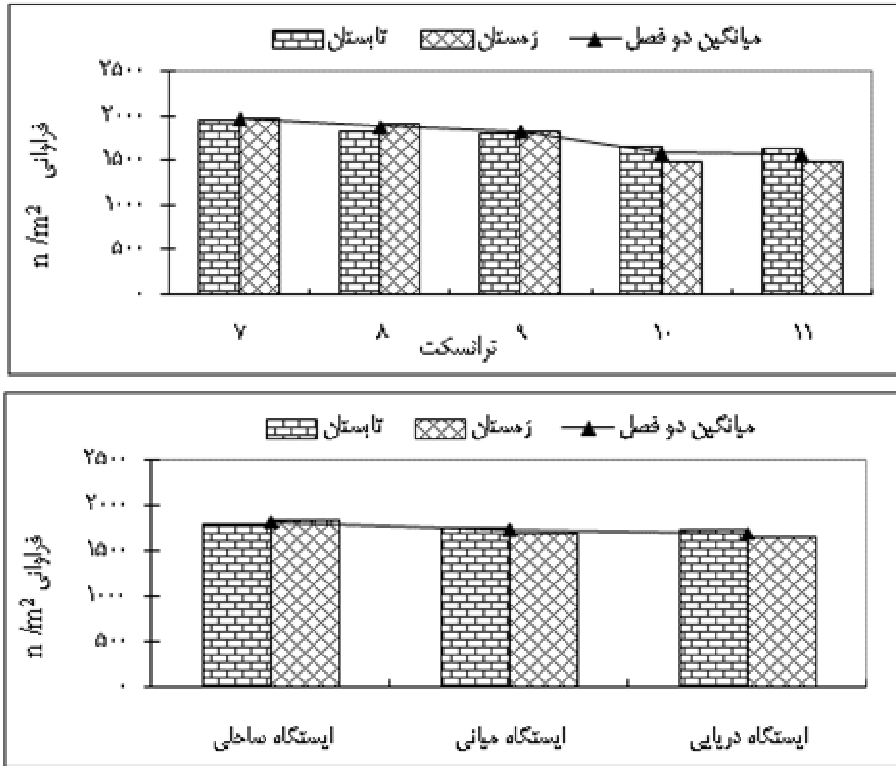 تابستان زمستان میانگین دو فصل
فراوانی n /m²
۲۵۰۰
۲۰۰۰
۱۵۰۰
۱۰۰۰
۵۰۰
۰
۷ ۸ ۹ ۱۰ ۱۱
ترانسکت
تابستان زمستان میانگین دو فصل
فراوانی n /m²
۲۵۰۰
۲۰۰۰
۱۵۰۰
۱۰۰۰
۵۰۰
۰
ایستگاه ساحلی ایستگاه میانی ایستگاه دریایی